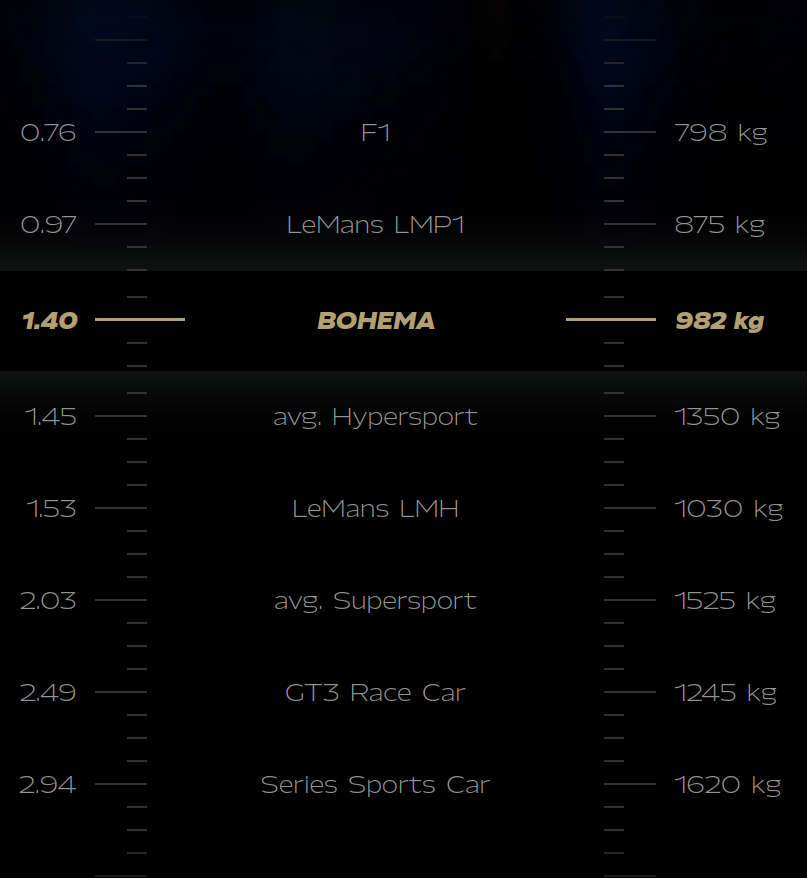 0.76 F1 798 kg
0.97 LeMans LMP1 875 kg
1.40 BOHEMA 982 kg
1.45 avg. Hypersport 1350 kg
1.53 LeMans LMH 1030 kg
2.03 avg. Supersport 1525 kg
2.49 GT3 Race Car 1245 kg
2.94 Series Sports Car 1620 kg